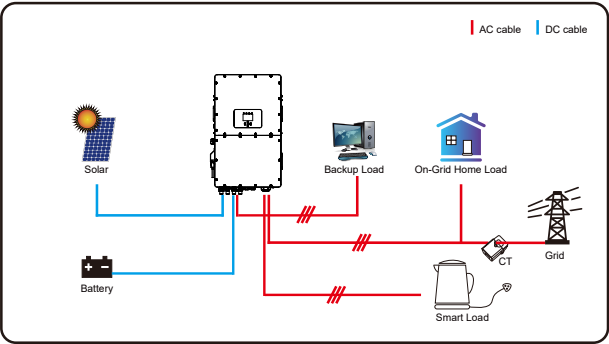 AC cable
DC cable
Solar
Backup Load
On-Grid Home Load
CT
Grid
Battery
Smart Load